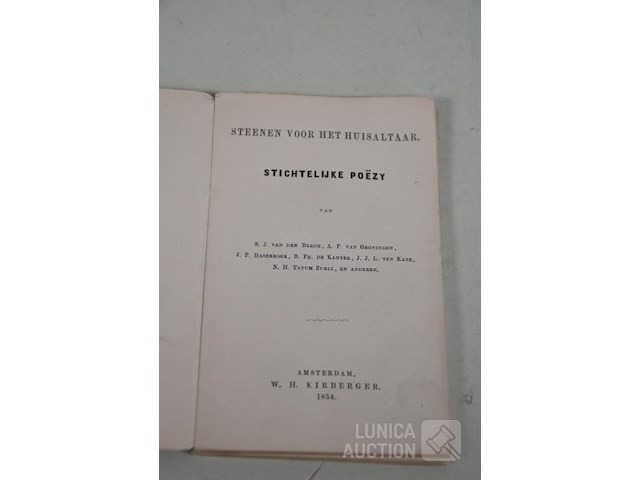 STEENEN VOOR HET HUISALTAAR.
STICHTELIJKE POËZY
VAN
S. J. VAN DEN BERGH, A. P. VAN GRONINGEN,
J. P. HASEBROEK, B. PH. DE KANTER, J. J. L. TEN KATE,
N. H. TATUM ZUBLI, EN ANDEREN.
AMSTERDAM,
W. H. KIRBERGER.
1854.
LUNICA
AUCTION